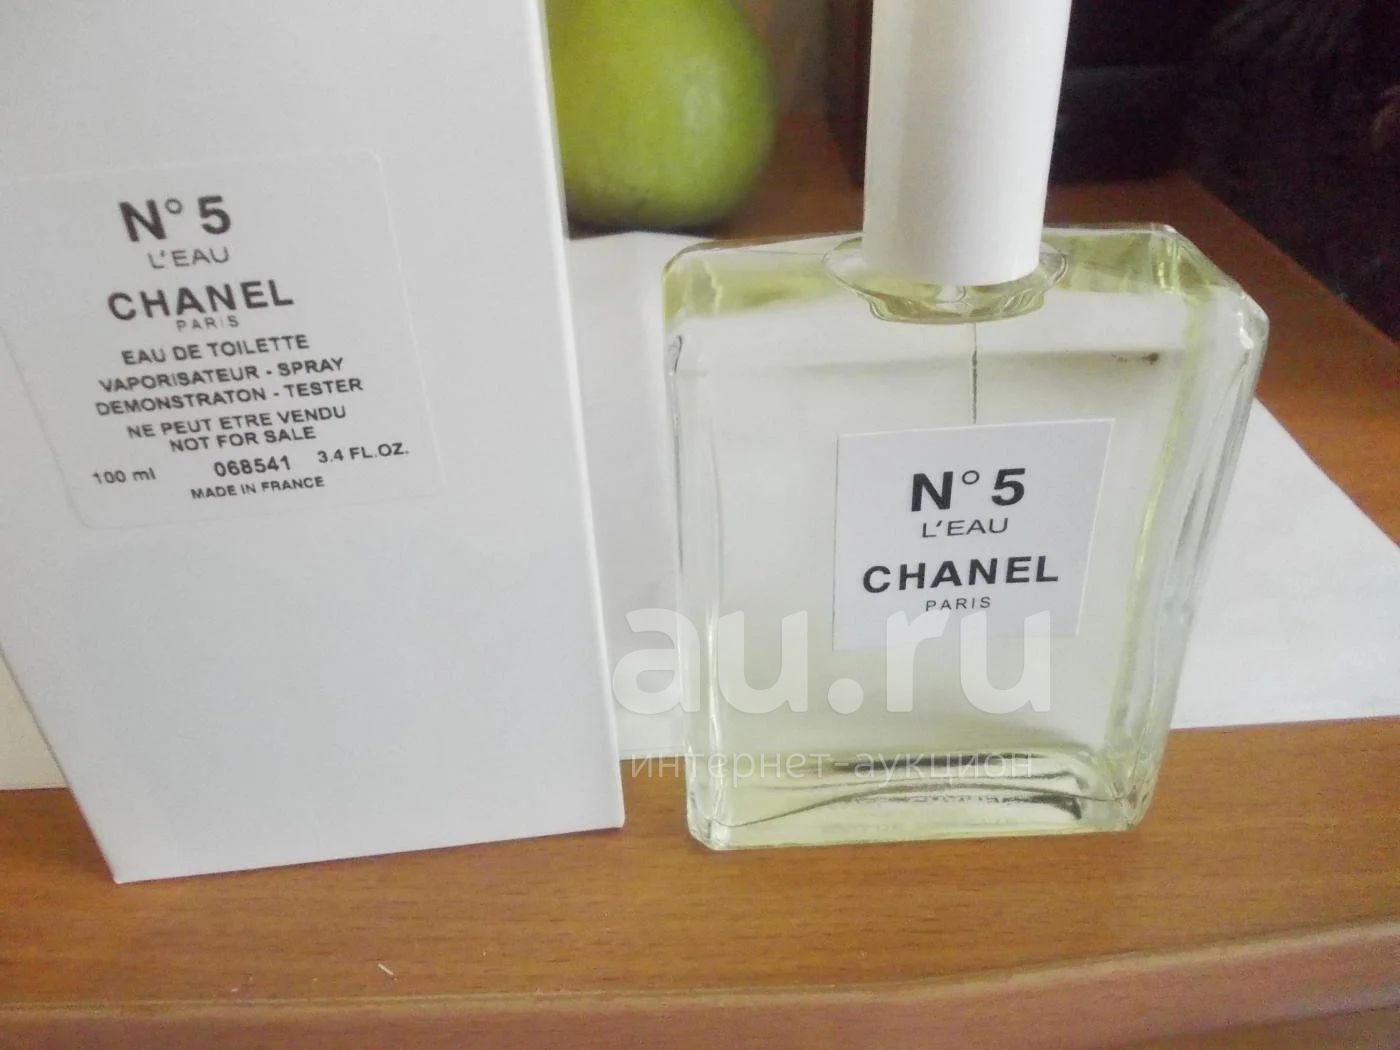 N° 5
L'EAU
CHANEL
PARIS
EAU DE TOILETTE
VAPORISATEUR - SPRAY
DEMONSTRATON - TESTER
NE PEUT ETRE VENDU
NOT FOR SALE
100 ml 068541 3.4 FL.OZ.
MADE IN FRANCE
N° 5
L'EAU
CHANEL
PARIS
au.ru
интернет-аукцион